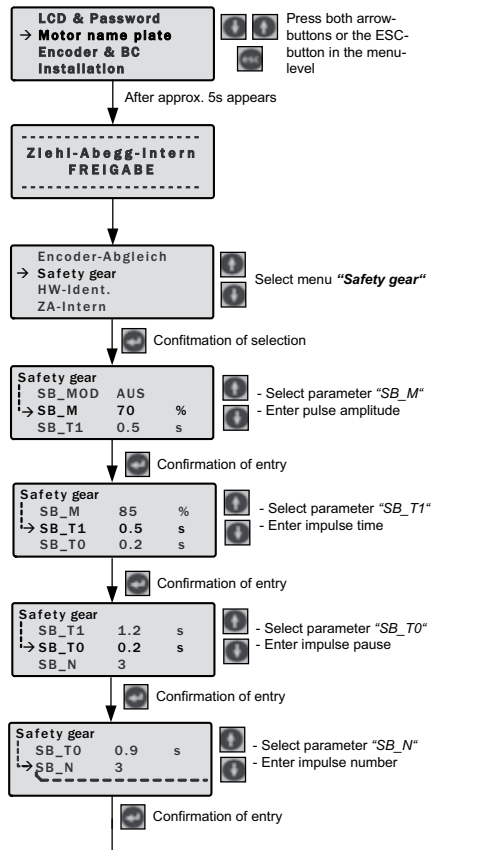 LCD & Password
→ Motor name plate
Encoder & BC
Installation
Press both arrow-
buttons or the ESC-
button in the menu-
level
esc
After approx. 5s appears
Ziehl-Abegg-Intern
FREIGABE
Encoder-Abgleich
→ Safety gear
HW-Ident.
ZA-Intern
Select menu "Safety gear"
Confitmation of selection
Safety gear
SB_MOD AUS
→ SB_M 70 %
SB_T1 0.5 s
- Select parameter "SB_M"
- Enter pulse amplitude
Confirmation of entry
Safety gear
SB_M 85 %
→ SB_T1 0.5 s
SB_T0 0.2 s
- Select parameter "SB_T1"
- Enter impulse time
Confirmation of entry
Safety gear
SB_T1 1.2 s
→ SB_T0 0.2 s
SB_N 3
- Select parameter "SB_T0"
- Enter impulse pause
Confirmation of entry
Safety gear
SB_T0 0.9 s
→ SB_N 3
- Select parameter "SB_N"
- Enter impulse number
Confirmation of entry